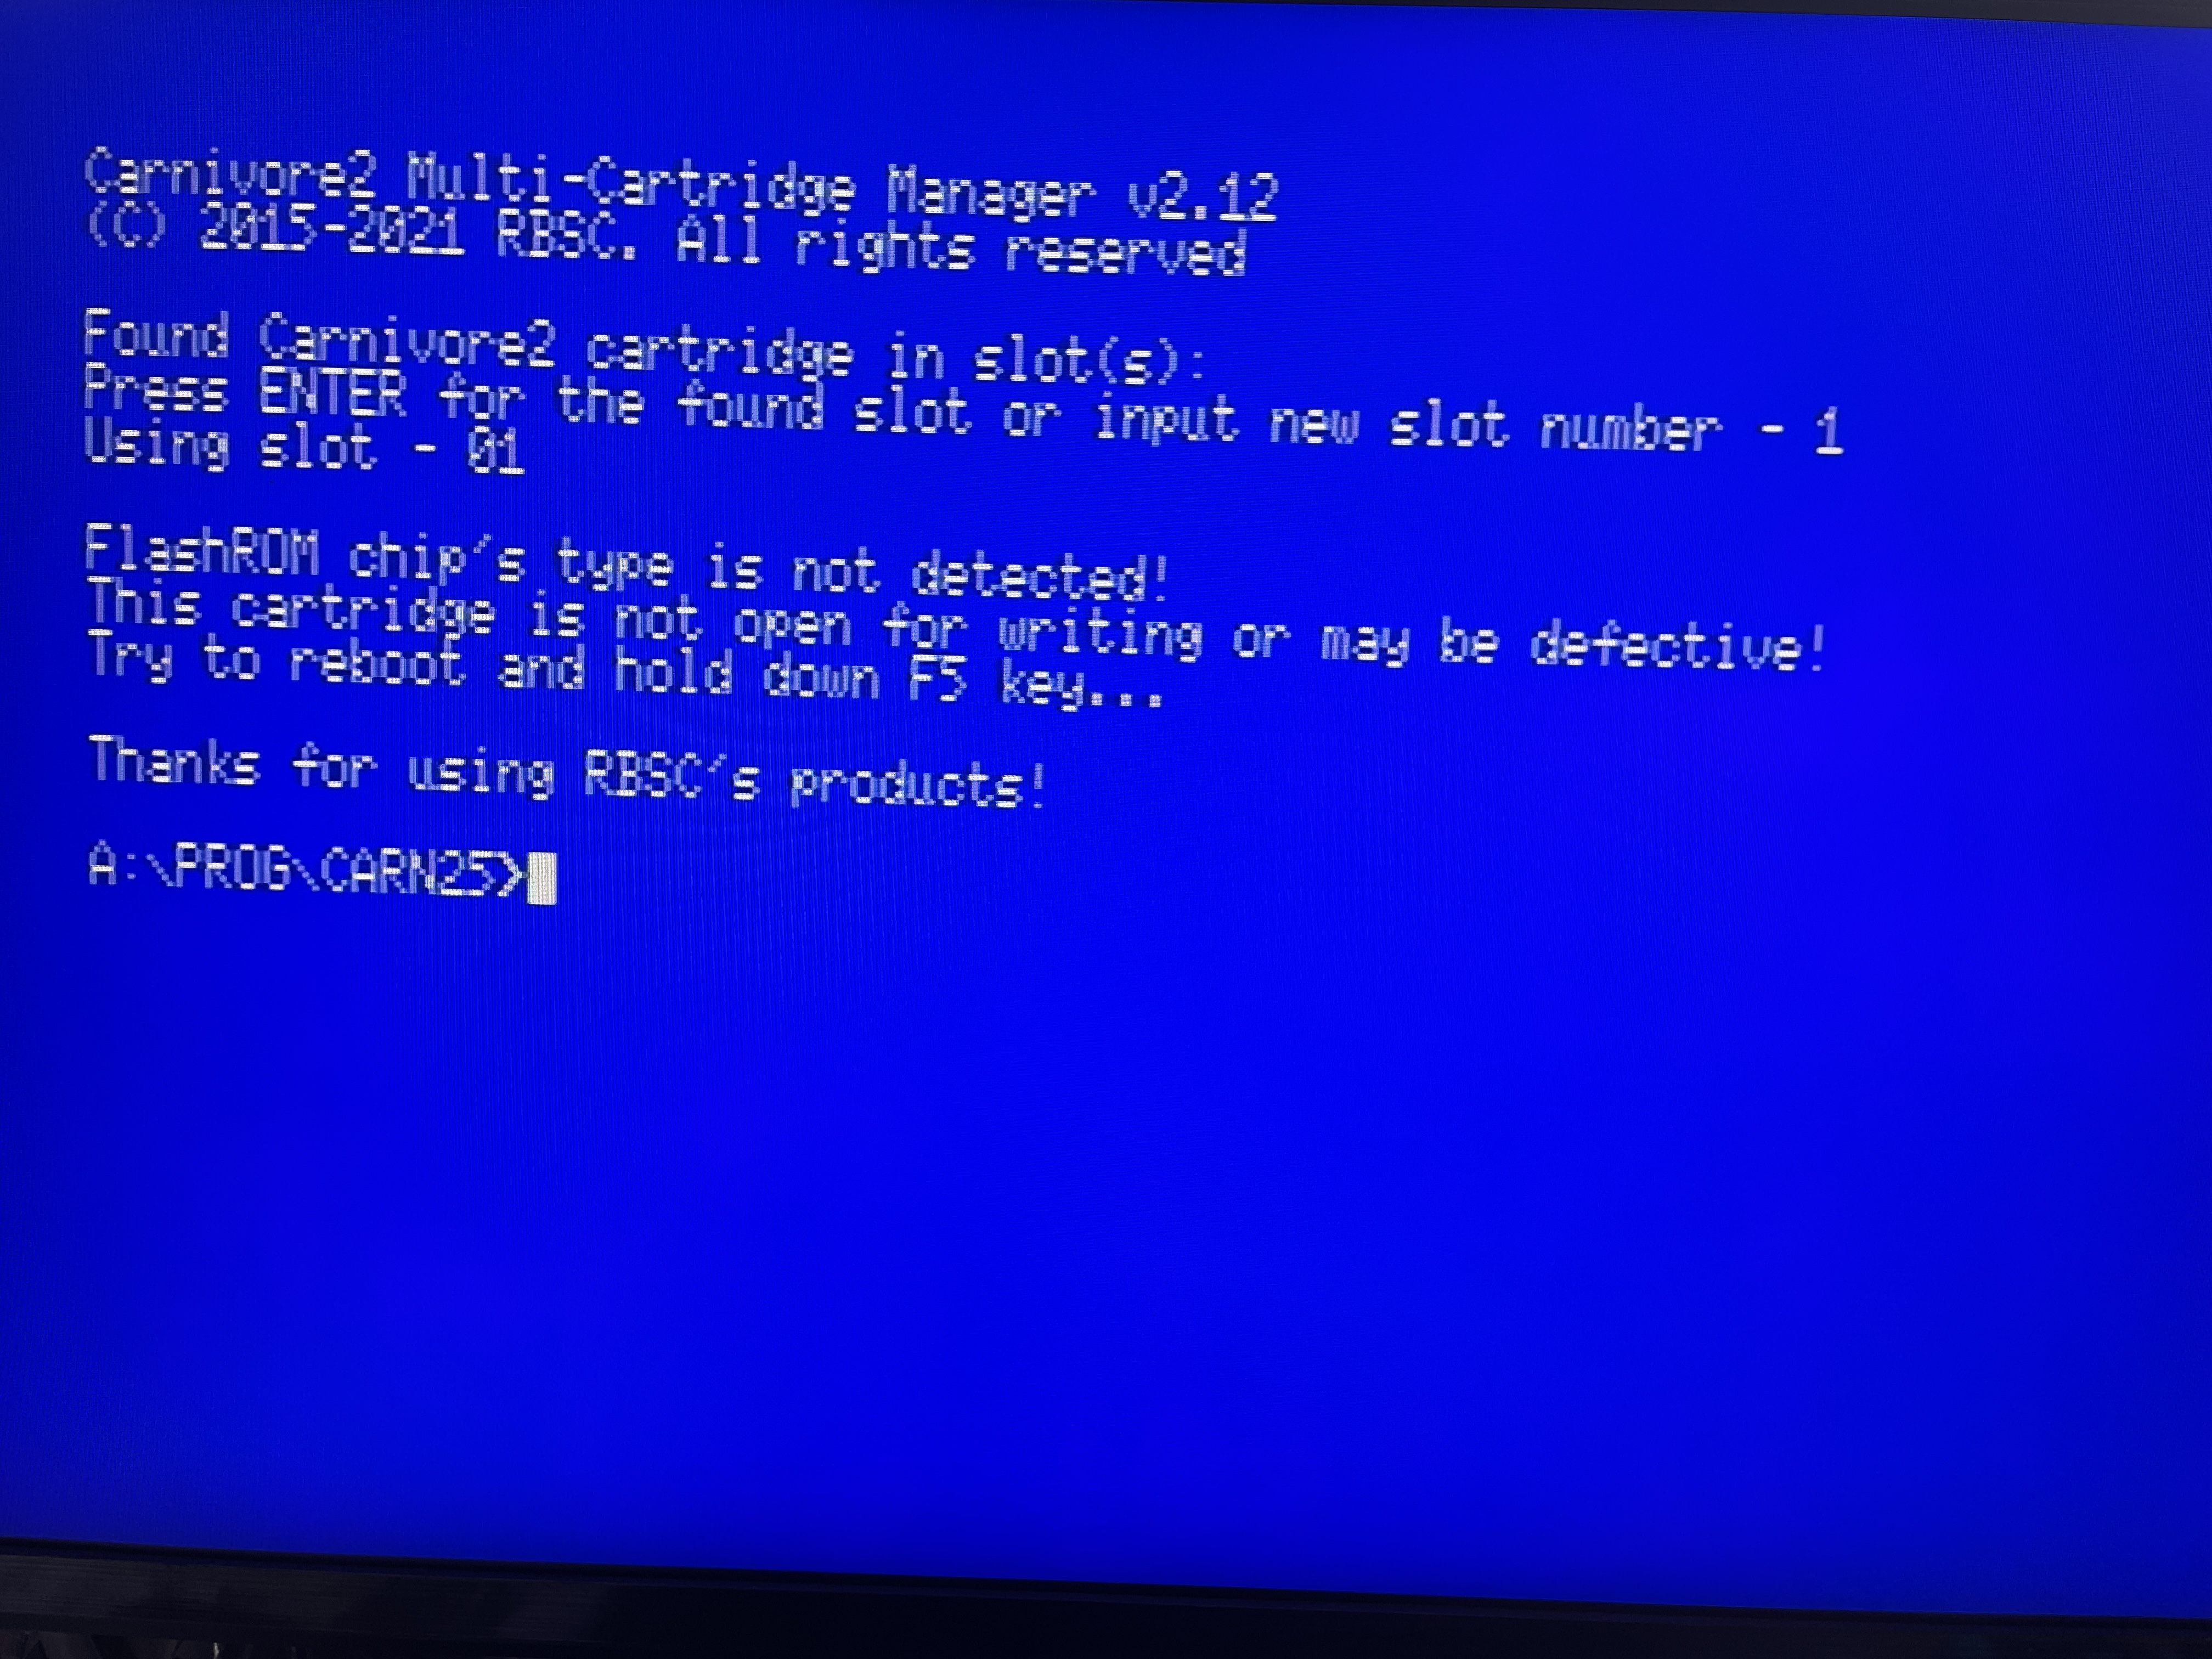 Carnivore2 Multi-Cartridge Manager v2.12
(C) 2015-2021 RBSC. All rights reserved
Found Carnivore2 cartridge in slot(s):
Press ENTER for the found slot or input new slot number - 1
Using slot - 01
FlashROM chip's type is not detected!
This cartridge is not open for writing or may be defective!
Try to reboot and hold down F5 key...
Thanks for using RBSC's products!
A:\PROG\CARN25>